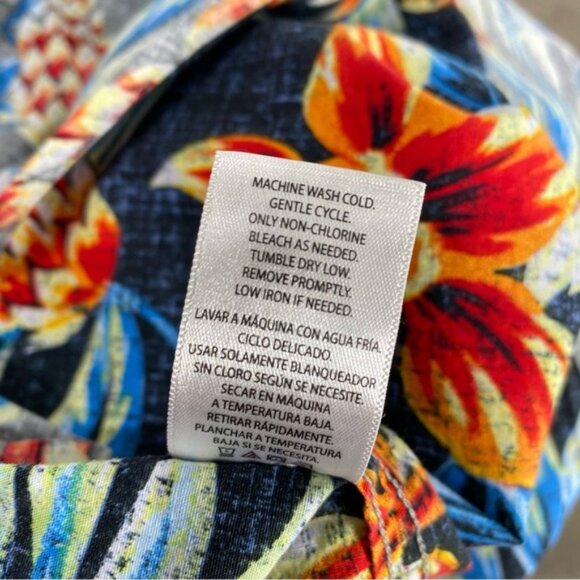 MACHINE WASH COLD.
GENTLE CYCLE.
ONLY NON-CHLORINE
BLEACH AS NEEDED.
TUMBLE DRY LOW.
REMOVE PROMPTLY.
LOW IRON IF NEEDED.
LAVAR A MÁQUINA CON AGUA FRÍA.
CICLO DELICADO.
USAR SOLAMENTE BLANQUEADOR
SIN CLORO SEGÚN SE NECESITE.
SECAR EN MÁQUINA
A TEMPERATURA BAJA.
RETIRAR RÁPIDAMENTE.
PLANCHAR A TEMPERATURA
BAJA SI SE NECESITA.